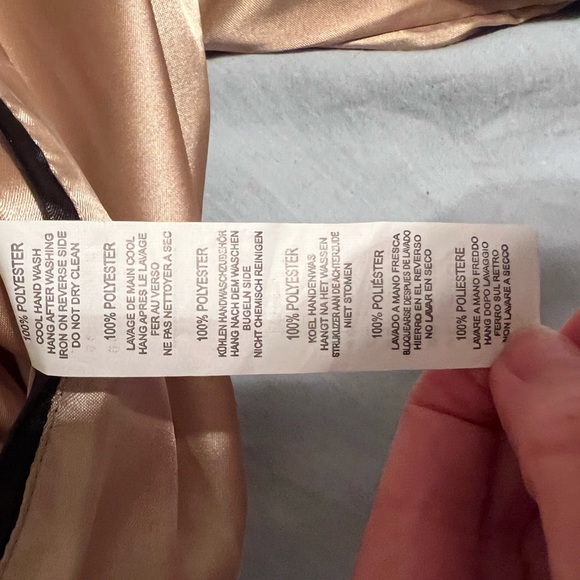 100% POLYESTER
COOL HAND WASH
HANG AFTER WASHING
IRON ON REVERSE SIDE
DO NOT DRY CLEAN
100% POLYESTER
LAVAGE DE MAIN COOL
HANG APRES LE LAVAGE
FER AU VERSO
NE PAS NETTOYER A SEC
100% POLYESTER
KÜHLEN HANDWASCHZUBEHÖR
HANG NACH DEM WASCHEN
BUGELN SIDE
NICHT CHEMISCH REINIGEN
100% POLYESTER
KOEL HANDENWAS
HANGT NA HET WASSEN
STRIJKEN AAN DE ACHTERZIJDE
NIET STOMEN
100% POLIÉSTER
LAVADO A MANO FRESCA
BLOQUEO DESPUES DE LAVADO
HIERRO EN EL REVERSO
NO LAVAR EN SECO
100% POLIESTERE
LAVARE A MANO FREDDO
HANG DOPO LAVAGGIO
FERRO SUL RETRO
NON LAVARE A SECCO